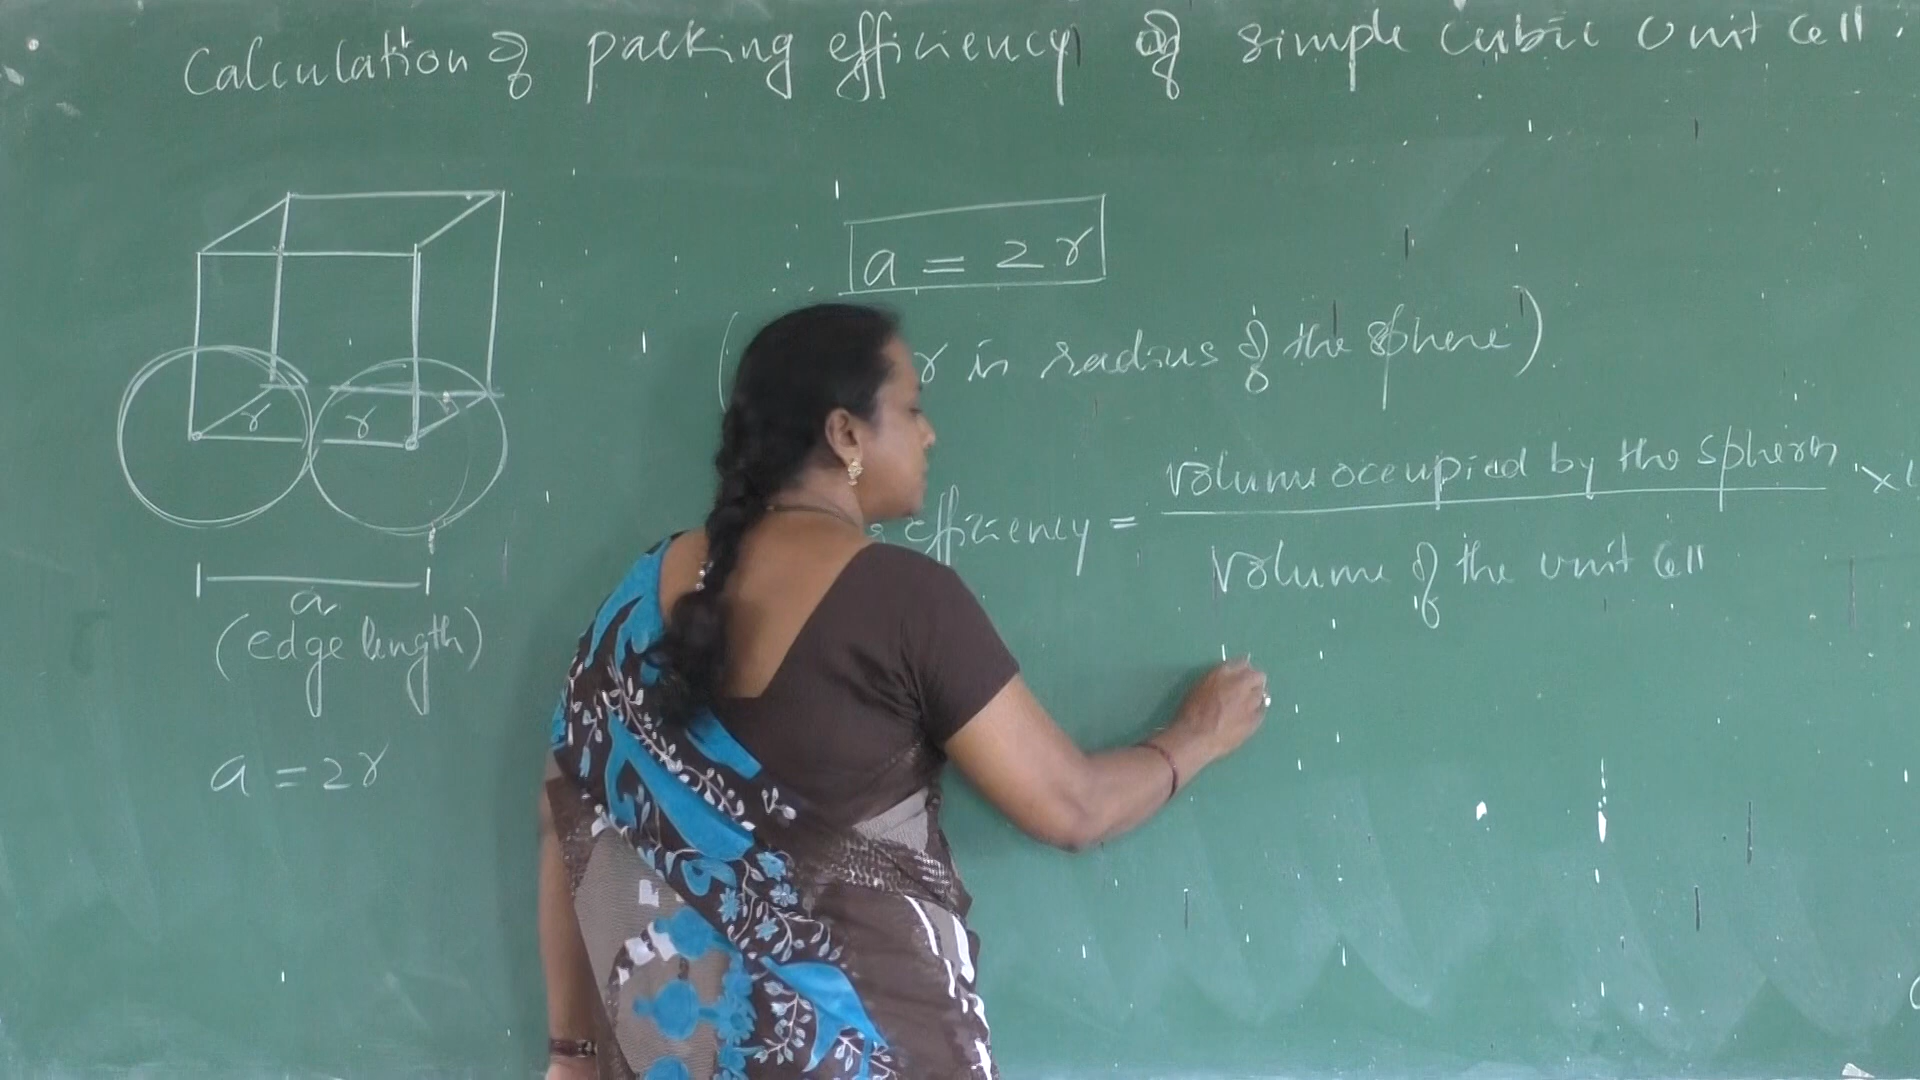 Calculation of packing efficiency of simple cubic unit cell.
a = 2r
( r is radius of the sphere)
r r
volume occupied by the spheres ×
efficiency =
Volume of the unit cell
a
(edge length)
a = 2r